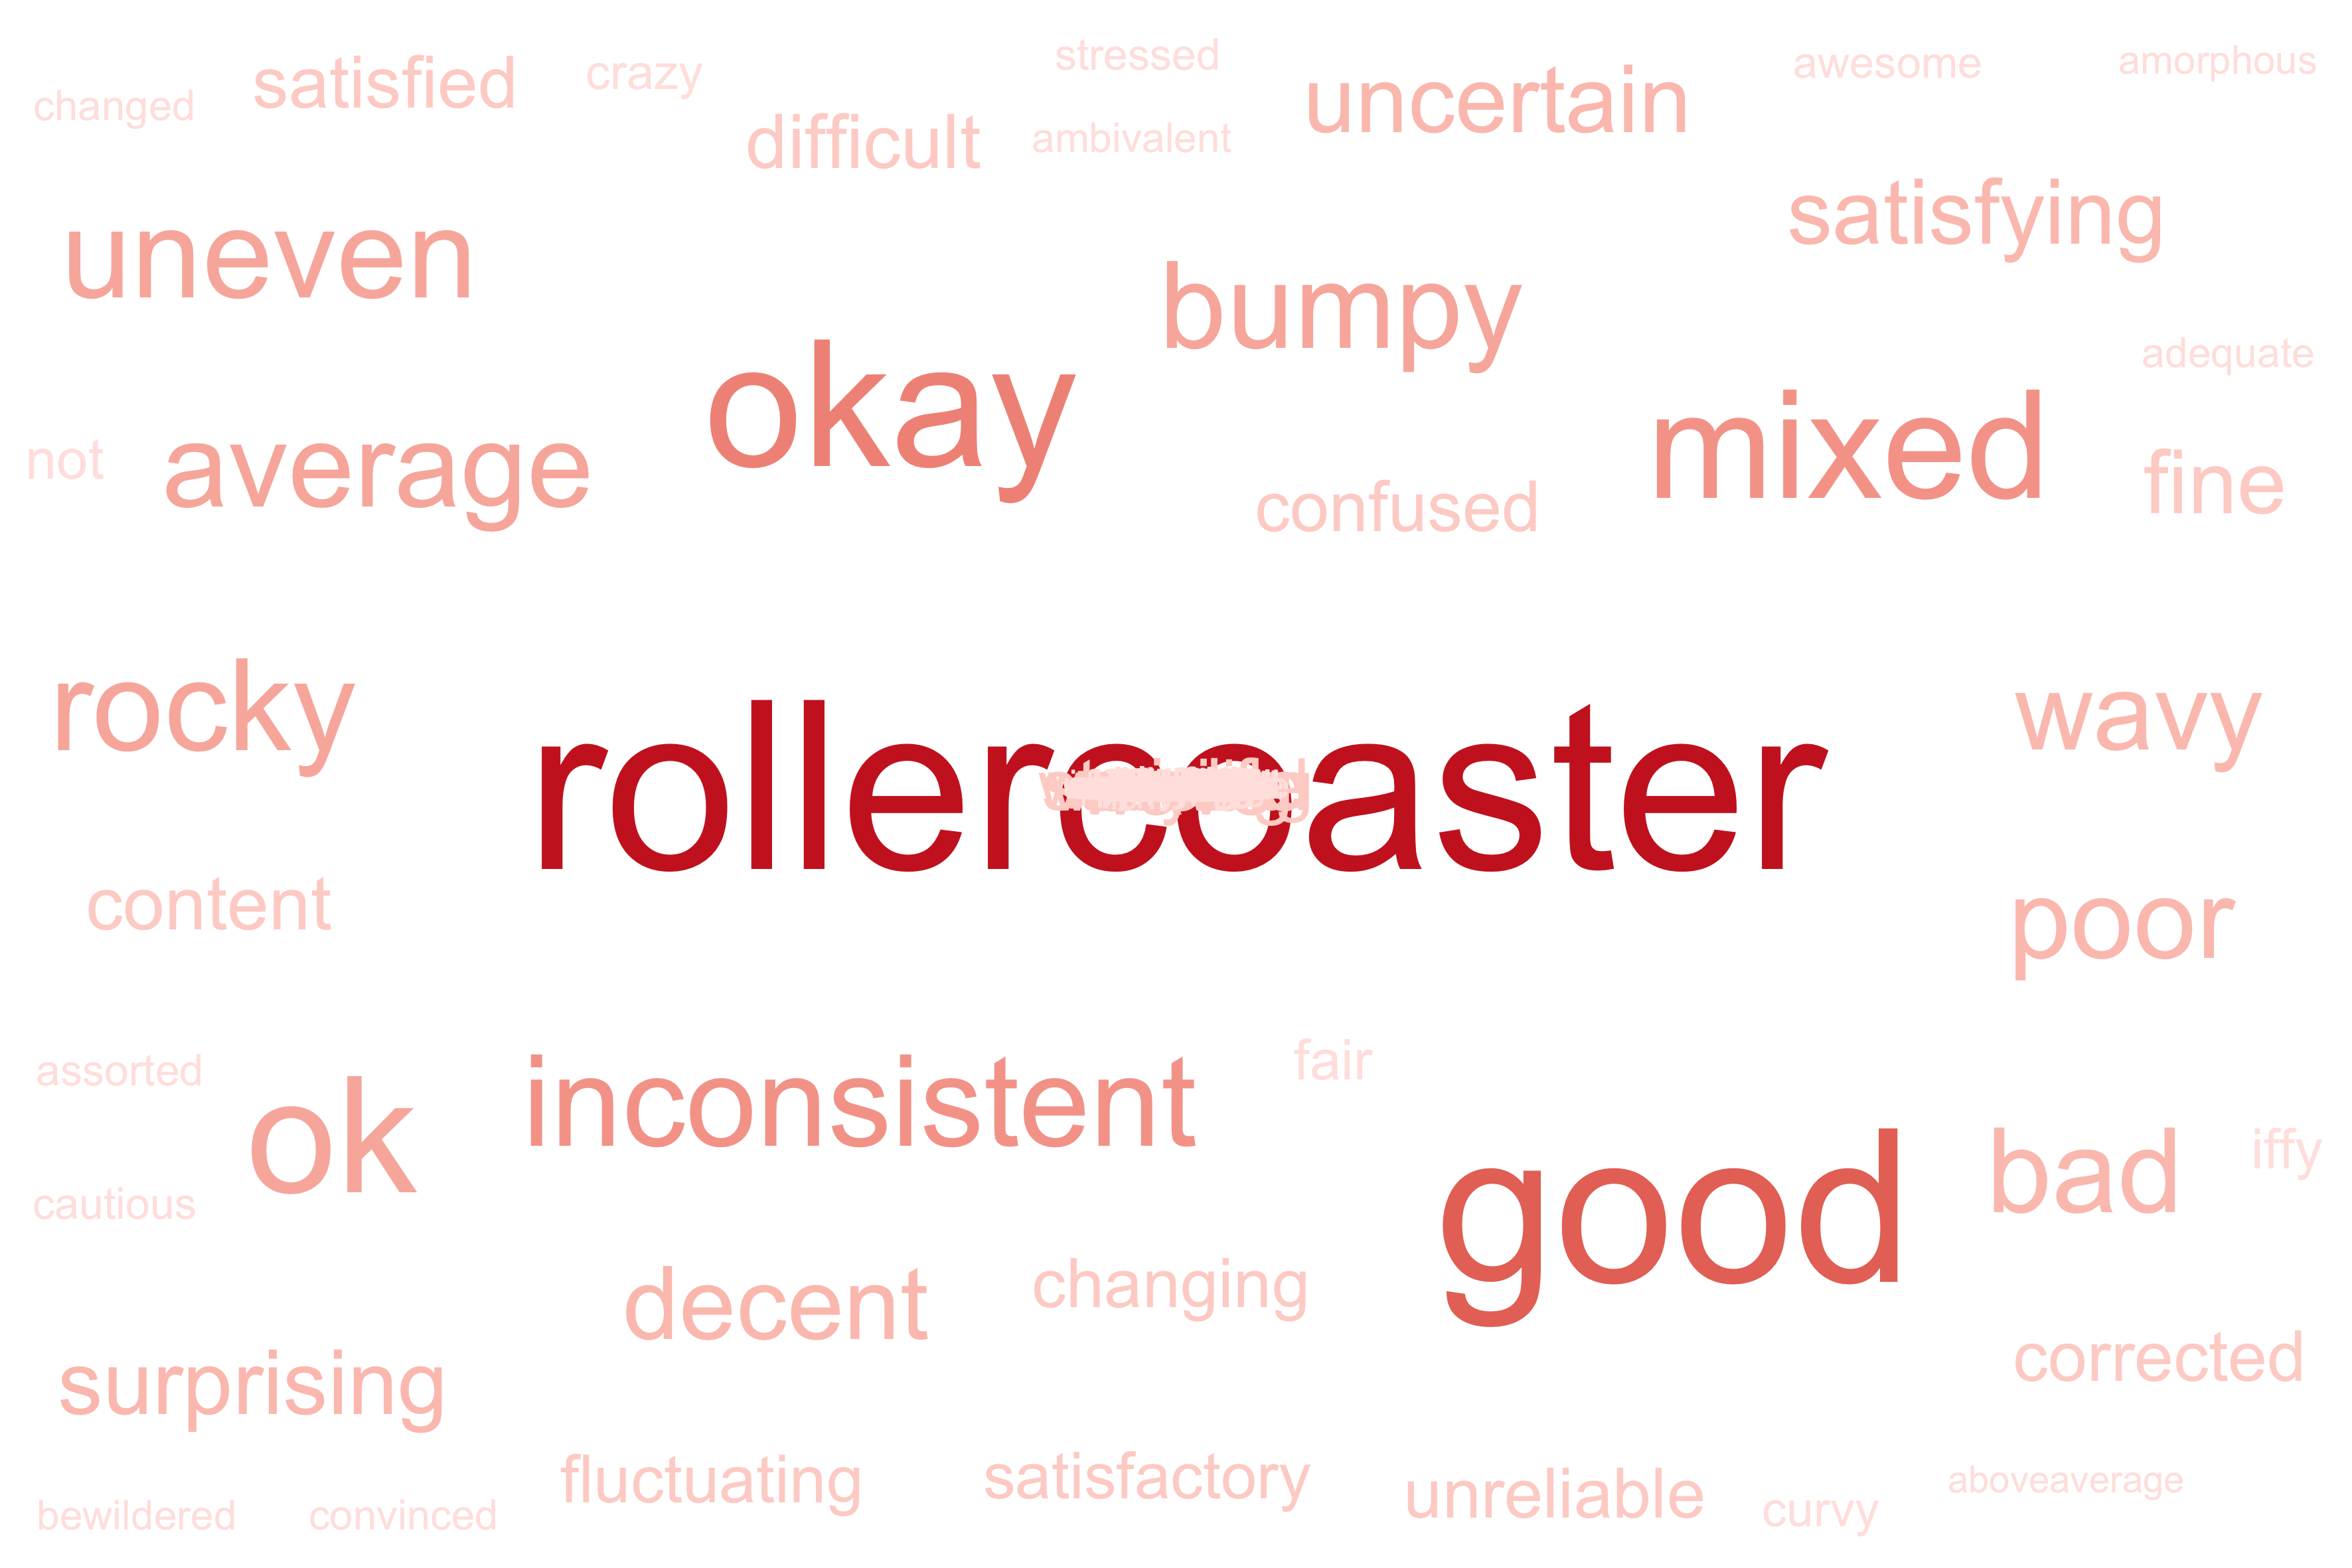 stressed
awesome
amorphous
crazy
satisfied
changed
uncertain
difficult
ambivalent
satisfying
uneven
bumpy
adequate
okay
mixed
not
average
confused
fine
rocky
wavy
rollercoaster
content
poor
assorted
inconsistent
fair
ok
bad
iffy
cautious
good
decent
changing
corrected
surprising
fluctuating
satisfactory
unreliable
aboveaverage
bewildered
convinced
curvy